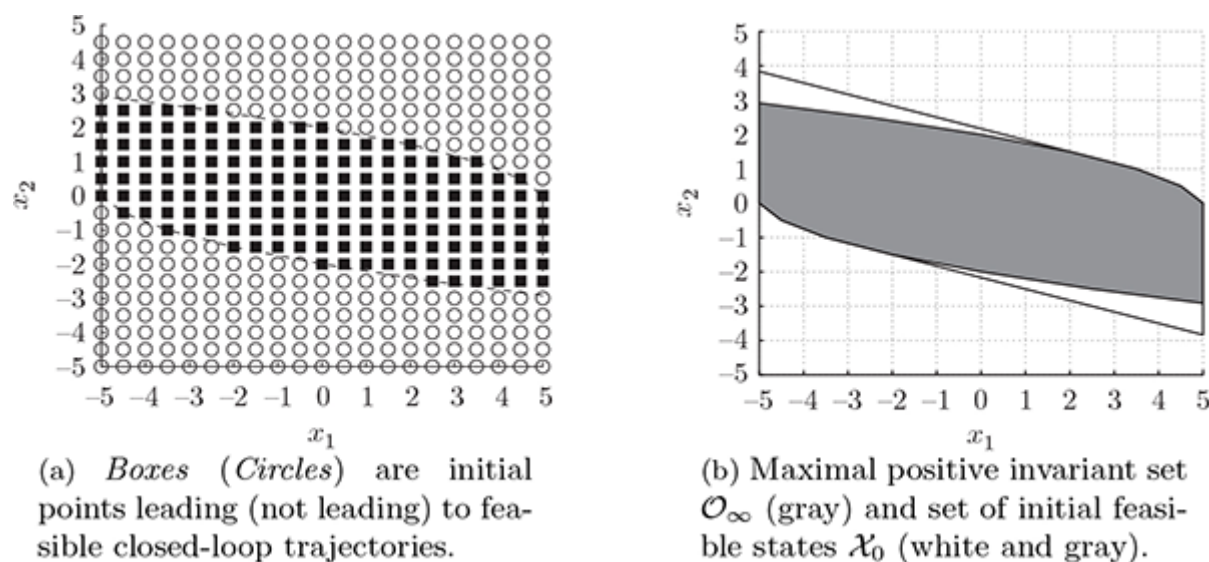 5
4
3
2
1
0
–1
–2
–3
–4
–5
x2
–5 –4 –3 –2 –1 0 1 2 3 4 5
x1
(a) Boxes (Circles) are initial
points leading (not leading) to fea-
sible closed-loop trajectories.
5
4
3
2
1
0
–1
–2
–3
–4
–5
x2
–5 –4 –3 –2 –1 0 1 2 3 4 5
x1
(b) Maximal positive invariant set
𝒪∞ (gray) and set of initial feasi-
ble states 𝒳0 (white and gray).